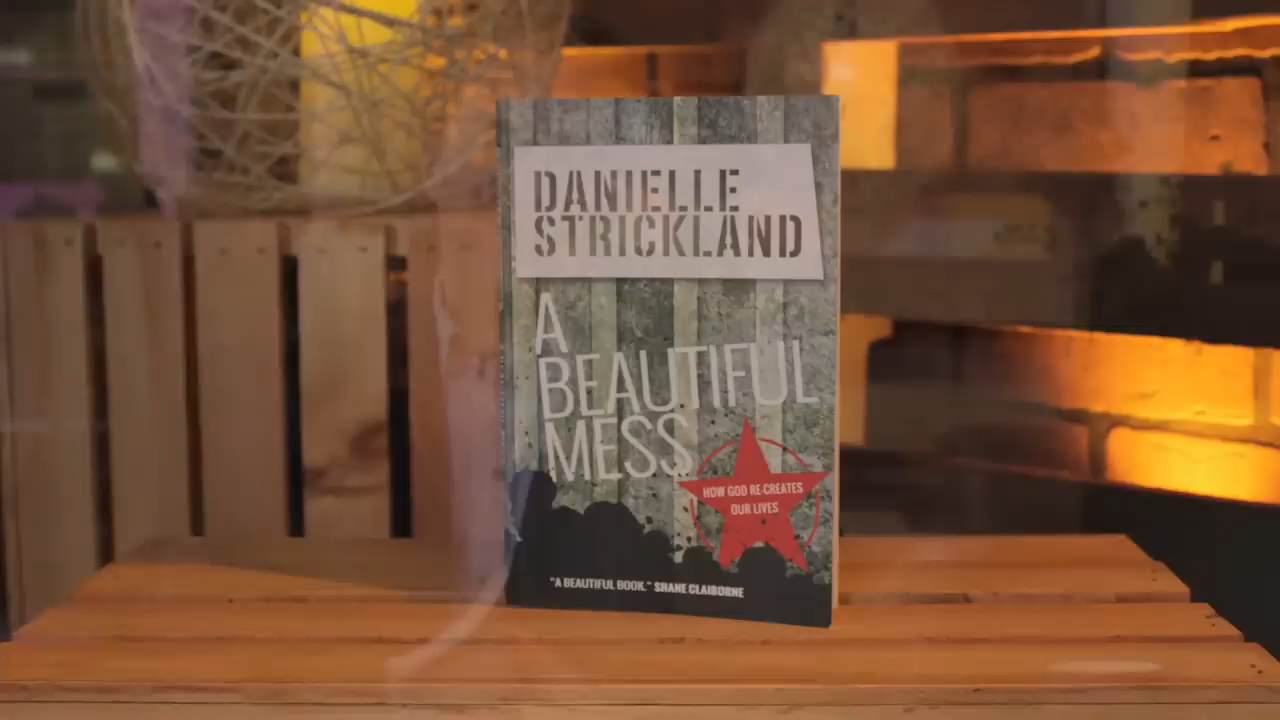 DANIELLE
STRICKLAND
A
BEAUTIFUL
MESS
HOW GOD RE-CREATES
OUR LIVES
"A BEAUTIFUL BOOK." SHANE CLAIBORNE